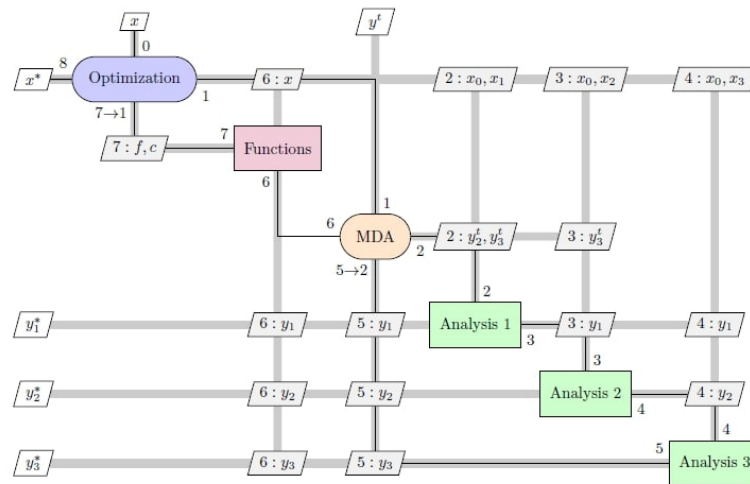 x
y^t
0
8
x*
Optimization
6 : x
2 : x_0, x_1
3 : x_0, x_2
4 : x_0, x_3
1
7→1
7 : f, c
7
Functions
6
1
6
MDA
2 : y_2^t, y_3^t
3 : y_3^t
2
5→2
2
y_1^*
6 : y_1
5 : y_1
Analysis 1
3 : y_1
4 : y_1
3
3
y_2^*
6 : y_2
5 : y_2
Analysis 2
4 : y_2
4
4
5
y_3^*
6 : y_3
5 : y_3
Analysis 3